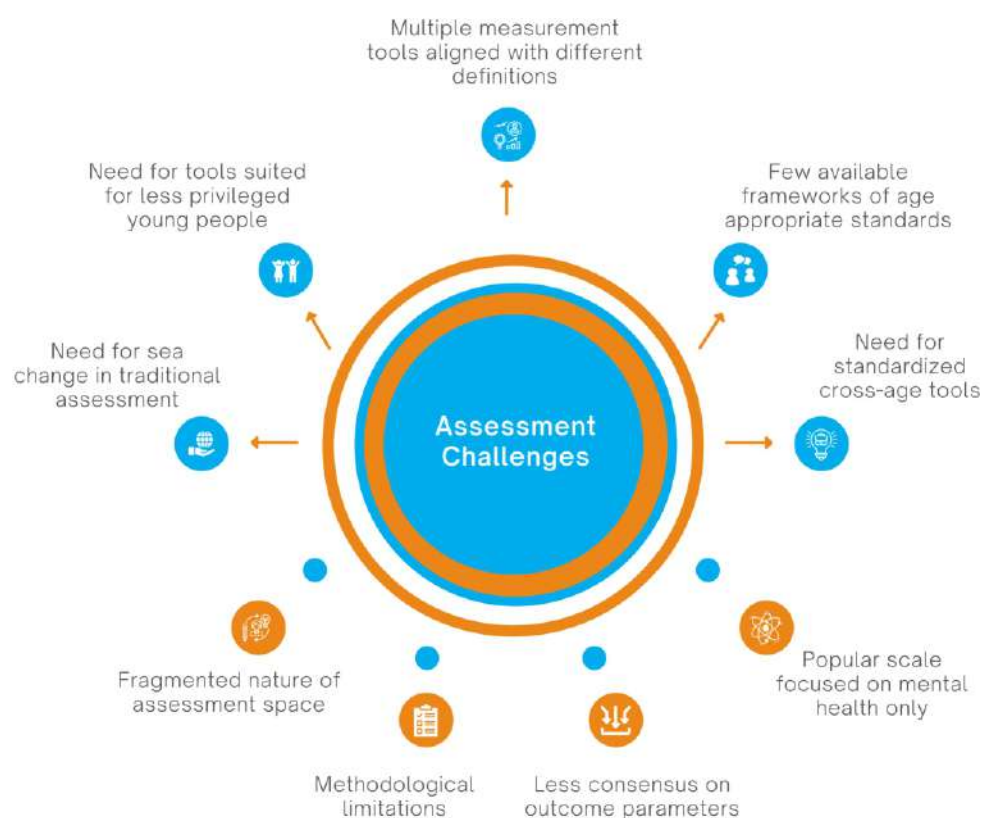 Multiple measurement
tools aligned with different
definitions
Need for tools suited
for less privileged
young people
Few available
frameworks of age
appropriate standards
Need for sea
change in traditional
assessment
Need for
standardized
cross-age tools
Assessment
Challenges
Fragmented nature of
assessment space
Popular scale
focused on mental
health only
Methodological
limitations
Less consensus on
outcome parameters